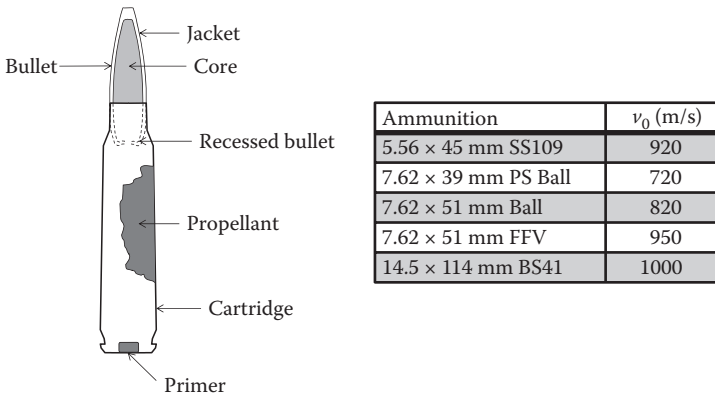 Jacket
Bullet
Core
Recessed bullet
Propellant
Cartridge
Primer
Ammunition v₀ (m/s)
5.56 × 45 mm SS109 920
7.62 × 39 mm PS Ball 720
7.62 × 51 mm Ball 820
7.62 × 51 mm FFV 950
14.5 × 114 mm BS41 1000